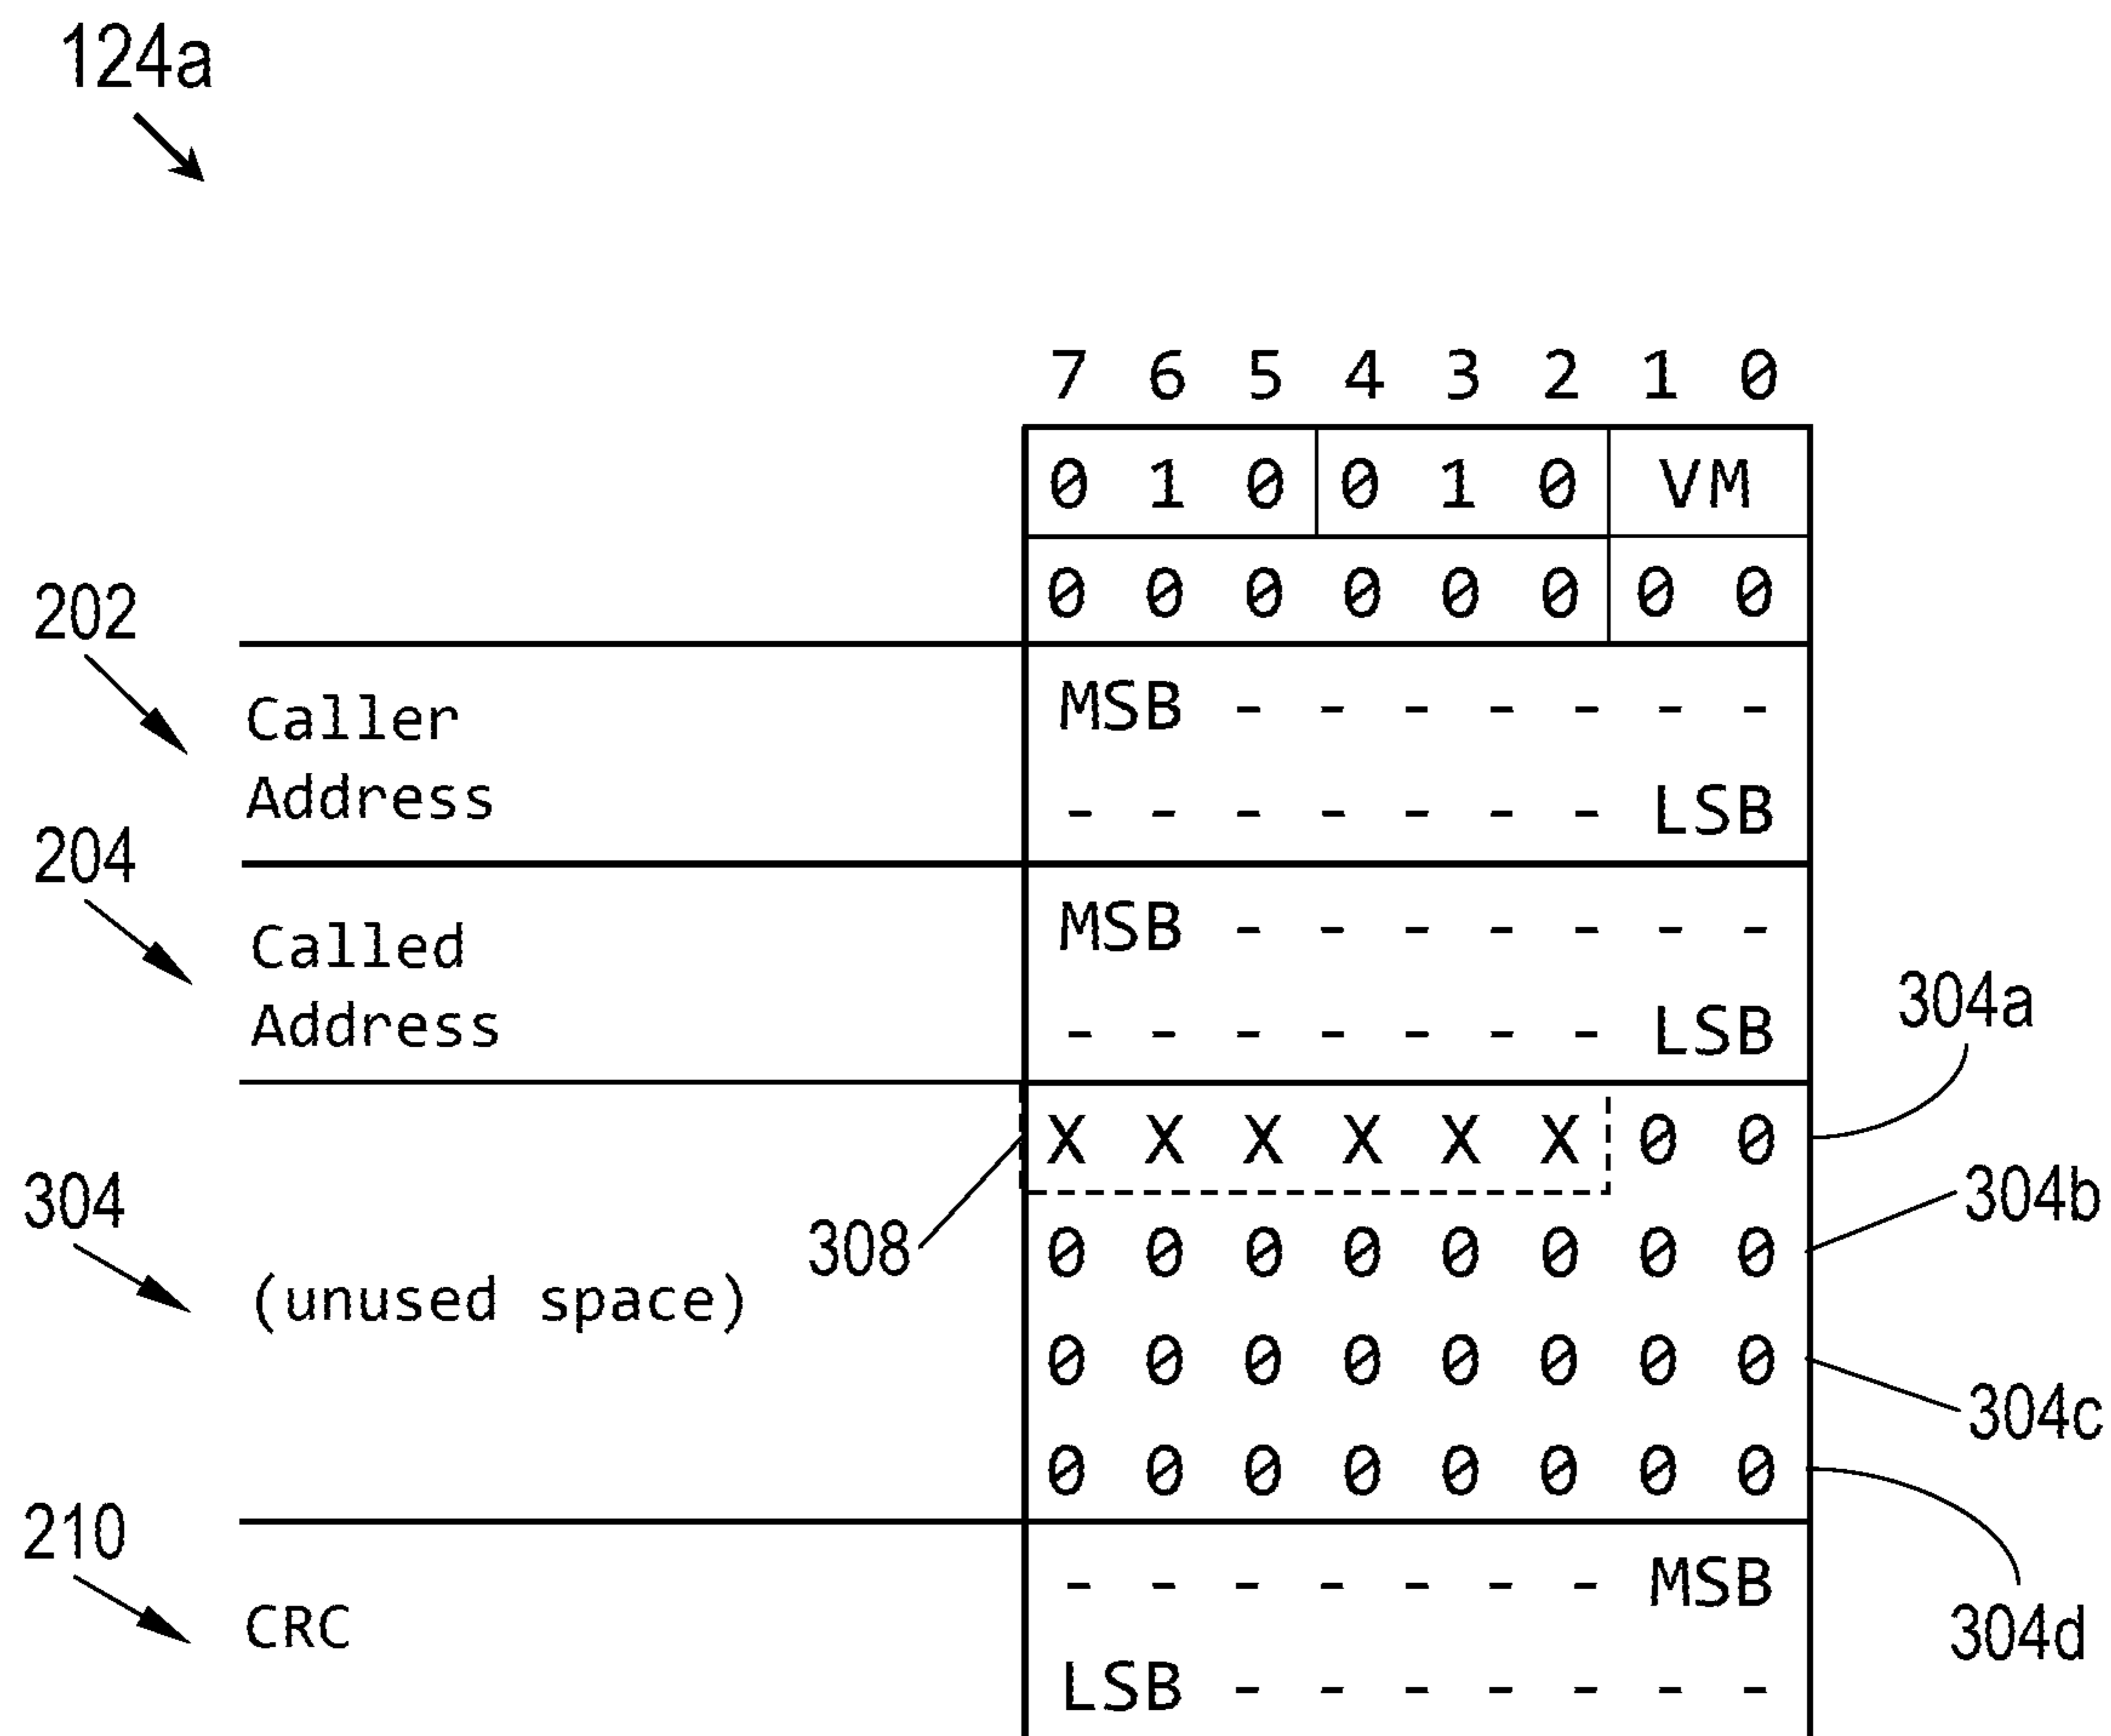 124a
7 6 5 4 3 2 1 0
0 1 0 0 1 0 VM
0 0 0 0 0 0 0 0
202
Caller
Address
MSB - - - - - - -
- - - - - - - LSB
204
Called
Address
MSB - - - - - - -
- - - - - - - LSB
304a
X X X X X X 0 0
304
308
304b
(unused space)
0 0 0 0 0 0 0 0
0 0 0 0 0 0 0 0
304c
0 0 0 0 0 0 0 0
210
CRC
- - - - - - - MSB
304d
LSB - - - - - - -